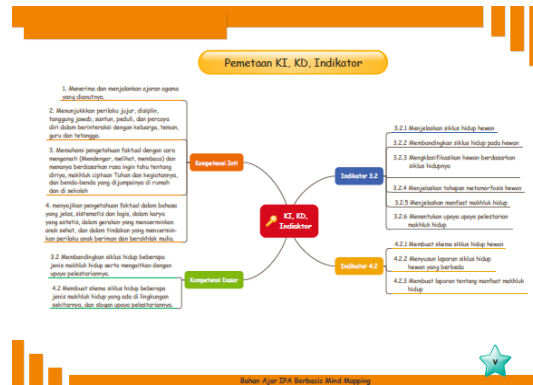 Pemetaan KI, KD, Indikator
1. Menerima dan menjalankan ajaran agama
yang dianutnya.
2. Menunjukkkan perilaku jujur, disiplin,
tanggung jawab, santun, peduli, dan percaya
diri dalam berinteraksi dengan keluarga, teman,
guru dan tetangga.
3. Memahami pengetahuan faktual dengan cara
mengamati (Mendengar, melihat, membaca) dan
menanya berdasarkan rasa ingin tahu tentang
dirinya, makhluk ciptaan Tuhan dan kegiatannya,
dan benda-benda yang dijumpainya di rumah
dan di sekolah
4. menyajikan pengetahuan faktual dalam bahasa
yang jelas, sistematis dan logis, dalam karya
yang estetis, dalam gerakan yang mencerminkan
anak sehat, dan dalam tindakan yang mencermin-
kan perilaku anak beriman dan berakhlak mulia.
Kompetensi Inti
3.2 Membandingkan siklus hidup beberapa
jenis makhluk hidup serta mengaitkan dengan
upaya pelestariannya.
4.2 Membuat skema siklus hidup beberapa
jenis makhluk hidup yang ada di lingkungan
sekitarnya, dan slogan upaya pelestariannya.
Kompetensi Dasar
KI, KD,
Indiaktor
Indikator 3.2
3.2.1 Menjelaskan siklus hidup hewan
3.2.2 Membandingkan siklus hidup pada hewan
3.2.3 Mengklasifikasikan hewan berdasarkan
siklus hidupnya
3.2.4 Menjelaskan tahapan metamorfosis hewan
3.2.5 Menjelaskan manfaat makhluk hidup
3.2.6 Menentukan upaya upaya pelestarian
makhluk hidup
Indikator 4.2
4.2.1 Membuat skema siklus hidup hewan
4.2.2 Menyusun laporan siklus hidup
hewan yang berbeda
4.2.3 Membuat laporan tentang manfaat makhluk
hidup
V
Bahan Ajar IPA Berbasis Mind Mapping